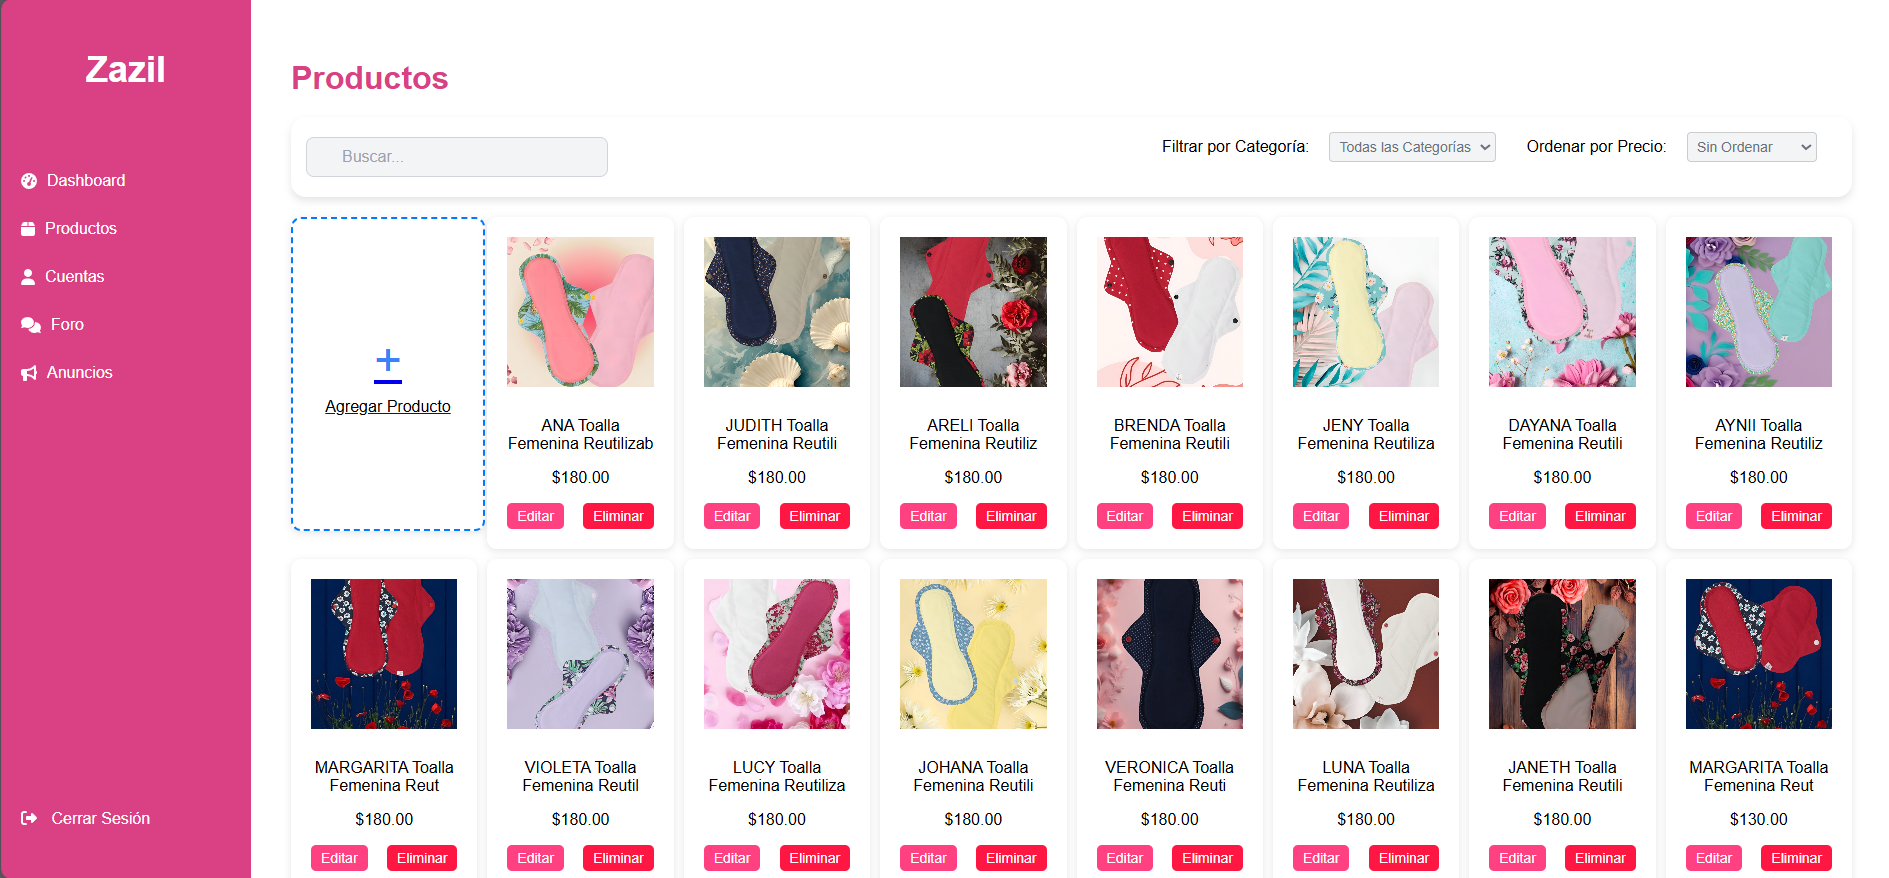 Zazil
Dashboard
Productos
Cuentas
Foro
Anuncios
Cerrar Sesión
Productos
Buscar...
Filtrar por Categoría:
Todas las Categorías
Ordenar por Precio:
Sin Ordenar
+
Agregar Producto
ANA Toalla
Femenina Reutilizab
$180.00
Editar
Eliminar
JUDITH Toalla
Femenina Reutili
$180.00
Editar
Eliminar
ARELI Toalla
Femenina Reutiliz
$180.00
Editar
Eliminar
BRENDA Toalla
Femenina Reutili
$180.00
Editar
Eliminar
JENY Toalla
Femenina Reutiliza
$180.00
Editar
Eliminar
DAYANA Toalla
Femenina Reutili
$180.00
Editar
Eliminar
AYNII Toalla
Femenina Reutiliz
$180.00
Editar
Eliminar
MARGARITA Toalla
Femenina Reut
$180.00
Editar
Eliminar
VIOLETA Toalla
Femenina Reutil
$180.00
Editar
Eliminar
LUCY Toalla
Femenina Reutiliza
$180.00
Editar
Eliminar
JOHANA Toalla
Femenina Reutili
$180.00
Editar
Eliminar
VERONICA Toalla
Femenina Reuti
$180.00
Editar
Eliminar
LUNA Toalla
Femenina Reutiliza
$180.00
Editar
Eliminar
JANETH Toalla
Femenina Reutili
$180.00
Editar
Eliminar
MARGARITA Toalla
Femenina Reut
$130.00
Editar
Eliminar